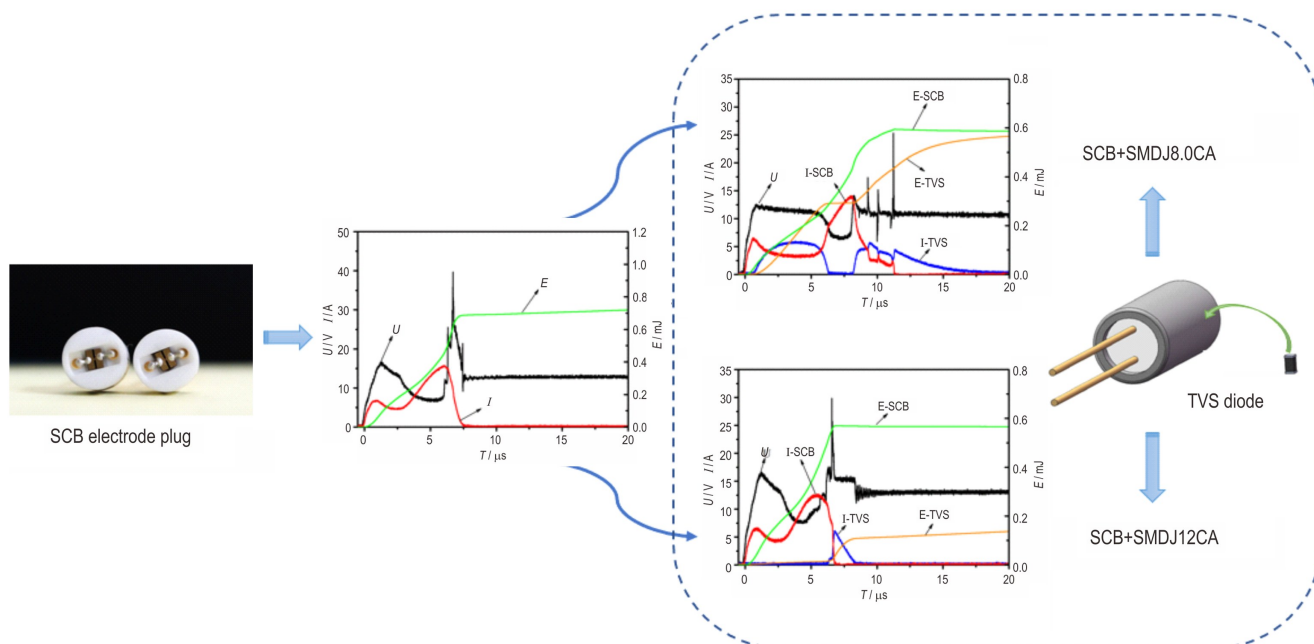 SCB electrode plug
50
40
30
20
10
0
U / V  I / A
1.2
1.0
0.8
0.6
0.4
0.2
0.0
E / mJ
U
E
I
0 5 10 15 20
T / μs
35
30
25
20
15
10
5
0
U / V  I / A
0.8
0.6
0.4
0.2
0.0
E / mJ
E-SCB
I-SCB
U
E-TVS
I-TVS
0 5 10 15 20
T / μs
35
30
25
20
15
10
5
0
U / V  I / A
0.8
0.6
0.4
0.2
0.0
E / mJ
E-SCB
U
I-SCB
I-TVS
E-TVS
0 5 10 15 20
T / μs
SCB+SMDJ8.0CA
TVS diode
SCB+SMDJ12CA